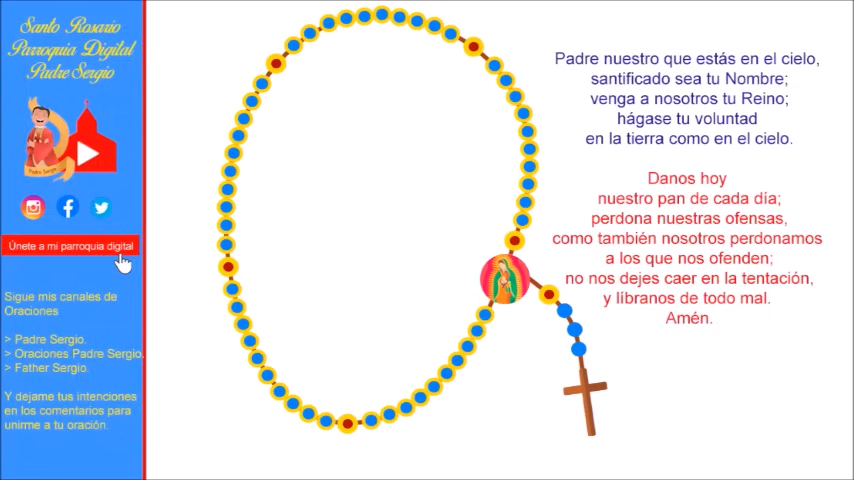 Santo Rosario
Parroquia Digital
Padre Sergio
Padre Sergio
Únete a mi parroquia digital
Sigue mis canales de
Oraciones
> Padre Sergio.
> Oraciones Padre Sergio.
> Father Sergio.
Y dejame tus intenciones
en los comentarios para
unirme a tu oración.
Padre nuestro que estás en el cielo,
santificado sea tu Nombre;
venga a nosotros tu Reino;
hágase tu voluntad
en la tierra como en el cielo.
Danos hoy
nuestro pan de cada día;
perdona nuestras ofensas,
como también nosotros perdonamos
a los que nos ofenden;
no nos dejes caer en la tentación,
y líbranos de todo mal.
Amén.